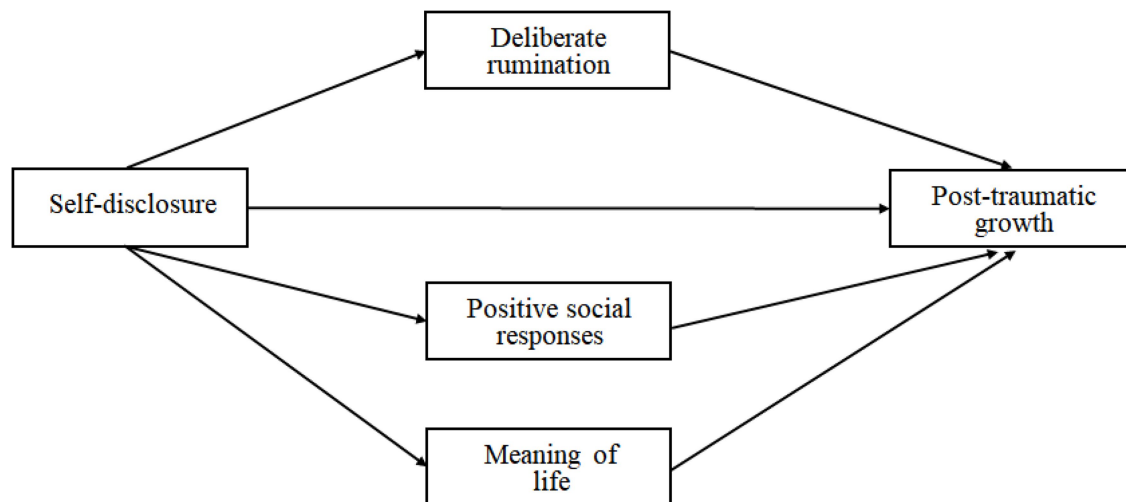 Deliberate
rumination
Self-disclosure
Post-traumatic
growth
Positive social
responses
Meaning of
life